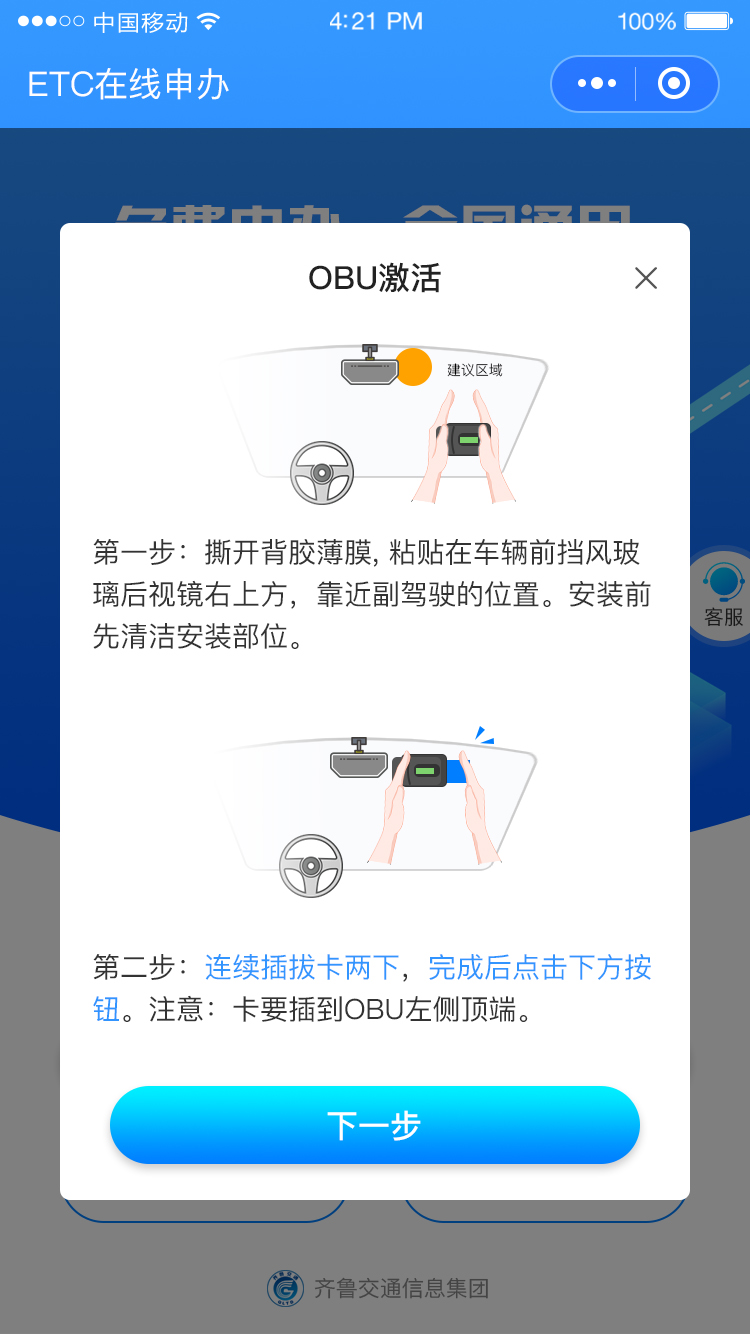 中国移动 4:21 PM 100%
ETC在线申办
OBU激活
建议区域
第一步：撕开背胶薄膜, 粘贴在车辆前挡风玻
璃后视镜右上方，靠近副驾驶的位置。安装前
先清洁安装部位。
客服
第二步：连续插拔卡两下，完成后点击下方按
钮。注意：卡要插到OBU左侧顶端。
下一步
齐鲁交通信息集团